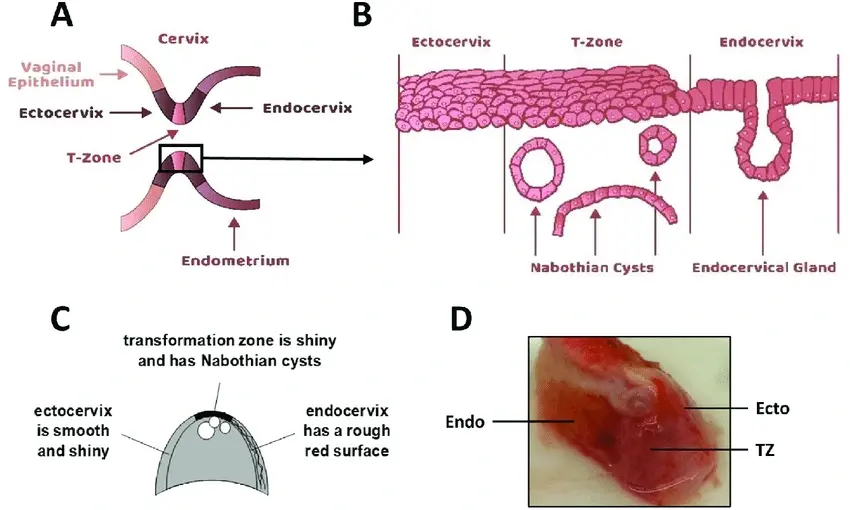 A
Cervix
Vaginal
Epithelium
Ectocervix
Endocervix
T-Zone
Endometrium
B
Ectocervix
T-Zone
Endocervix
Nabothian Cysts
Endocervical Gland
C
transformation zone is shiny
and has Nabothian cysts
ectocervix
is smooth
and shiny
endocervix
has a rough
red surface
D
Endo
Ecto
TZ